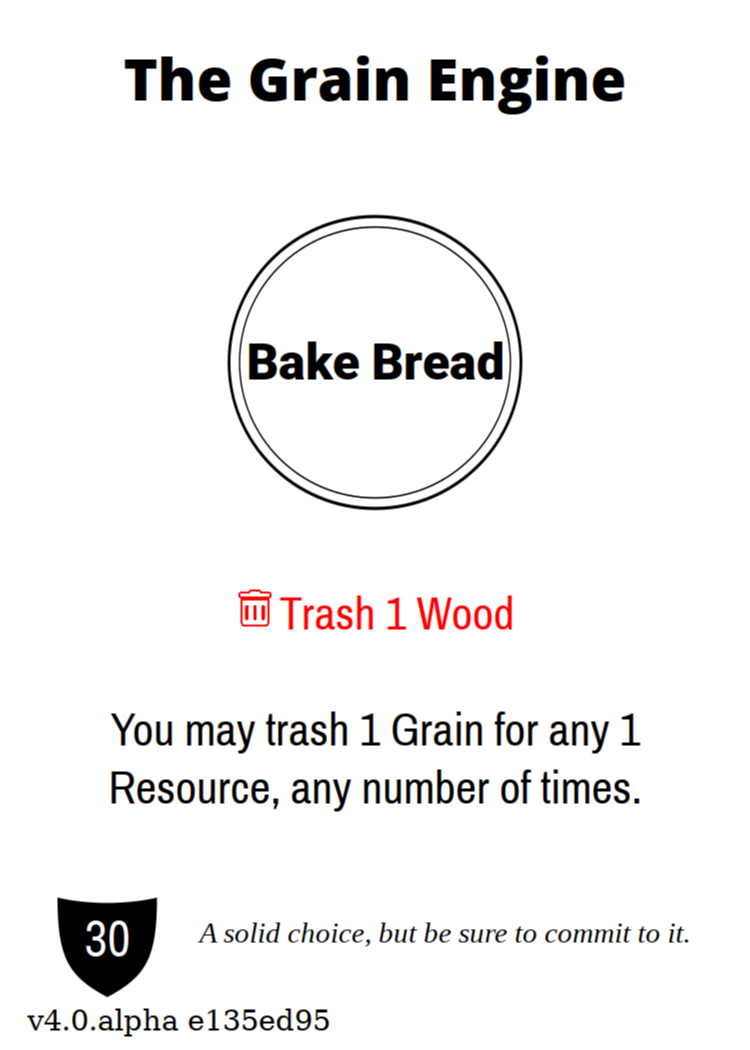 The Grain Engine
Bake Bread
Trash 1 Wood
You may trash 1 Grain for any 1
Resource, any number of times.
30
A solid choice, but be sure to commit to it.
v4.0.alpha e135ed95